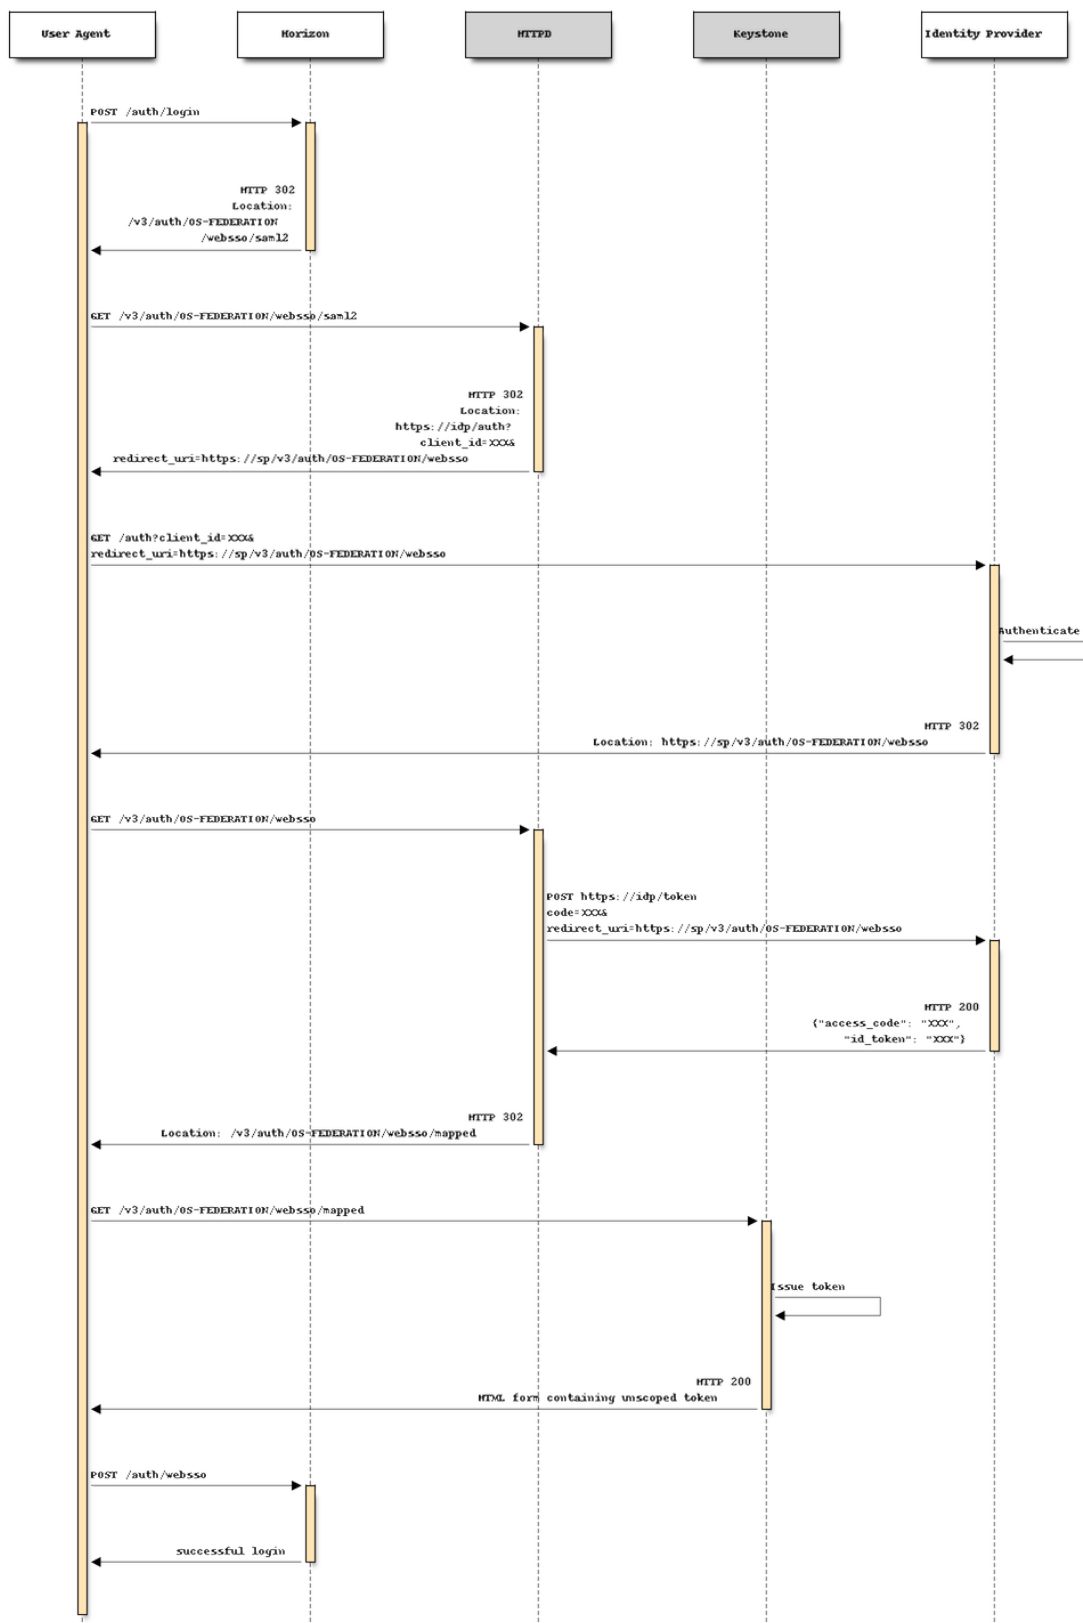 User Agent
Horizon
HTTPD
Keystone
Identity Provider
POST /auth/login
HTTP 302
Location:
/v3/auth/OS-FEDERATION
/websso/saml2
GET /v3/auth/OS-FEDERATION/websso/saml2
HTTP 302
Location:
https://idp/auth?
client_id=XXX&
redirect_uri=https://sp/v3/auth/OS-FEDERATION/websso
GET /auth?client_id=XXX&
redirect_uri=https://sp/v3/auth/OS-FEDERATION/websso
Authenticate
HTTP 302
Location: https://sp/v3/auth/OS-FEDERATION/websso
GET /v3/auth/OS-FEDERATION/websso
POST https://idp/token
code=XXX&
redirect_uri=https://sp/v3/auth/OS-FEDERATION/websso
HTTP 200
{"access_code": "XXX",
"id_token": "XXX"}
HTTP 302
Location: /v3/auth/OS-FEDERATION/websso/mapped
GET /v3/auth/OS-FEDERATION/websso/mapped
Issue token
HTTP 200
HTML form containing unscoped token
POST /auth/websso
successful login